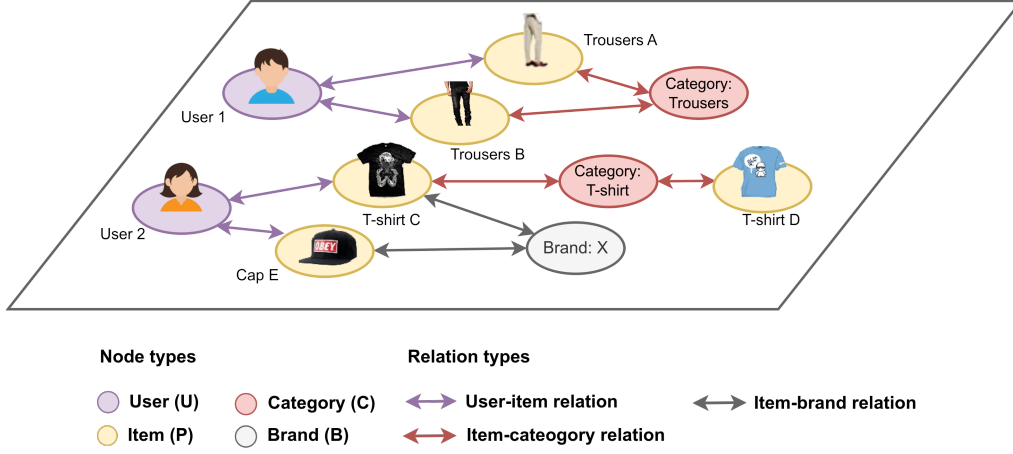 Trousers A
Category:
Trousers
User 1
Trousers B
Category:
T-shirt
T-shirt C
T-shirt D
User 2
OBEY
Brand: X
Cap E
Node types
Relation types
User (U)
Category (C)
User-item relation
Item-brand relation
Item (P)
Brand (B)
Item-cateogory relation